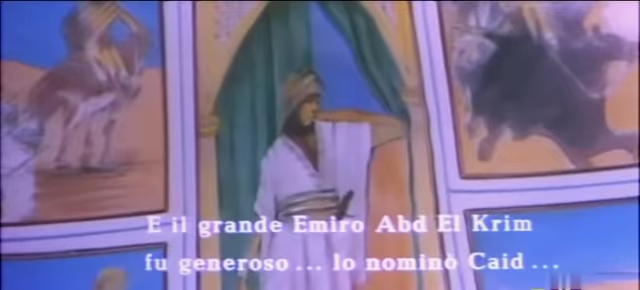 E il grande Emiro Abd El Krim
fu generoso... lo nominò Caid...